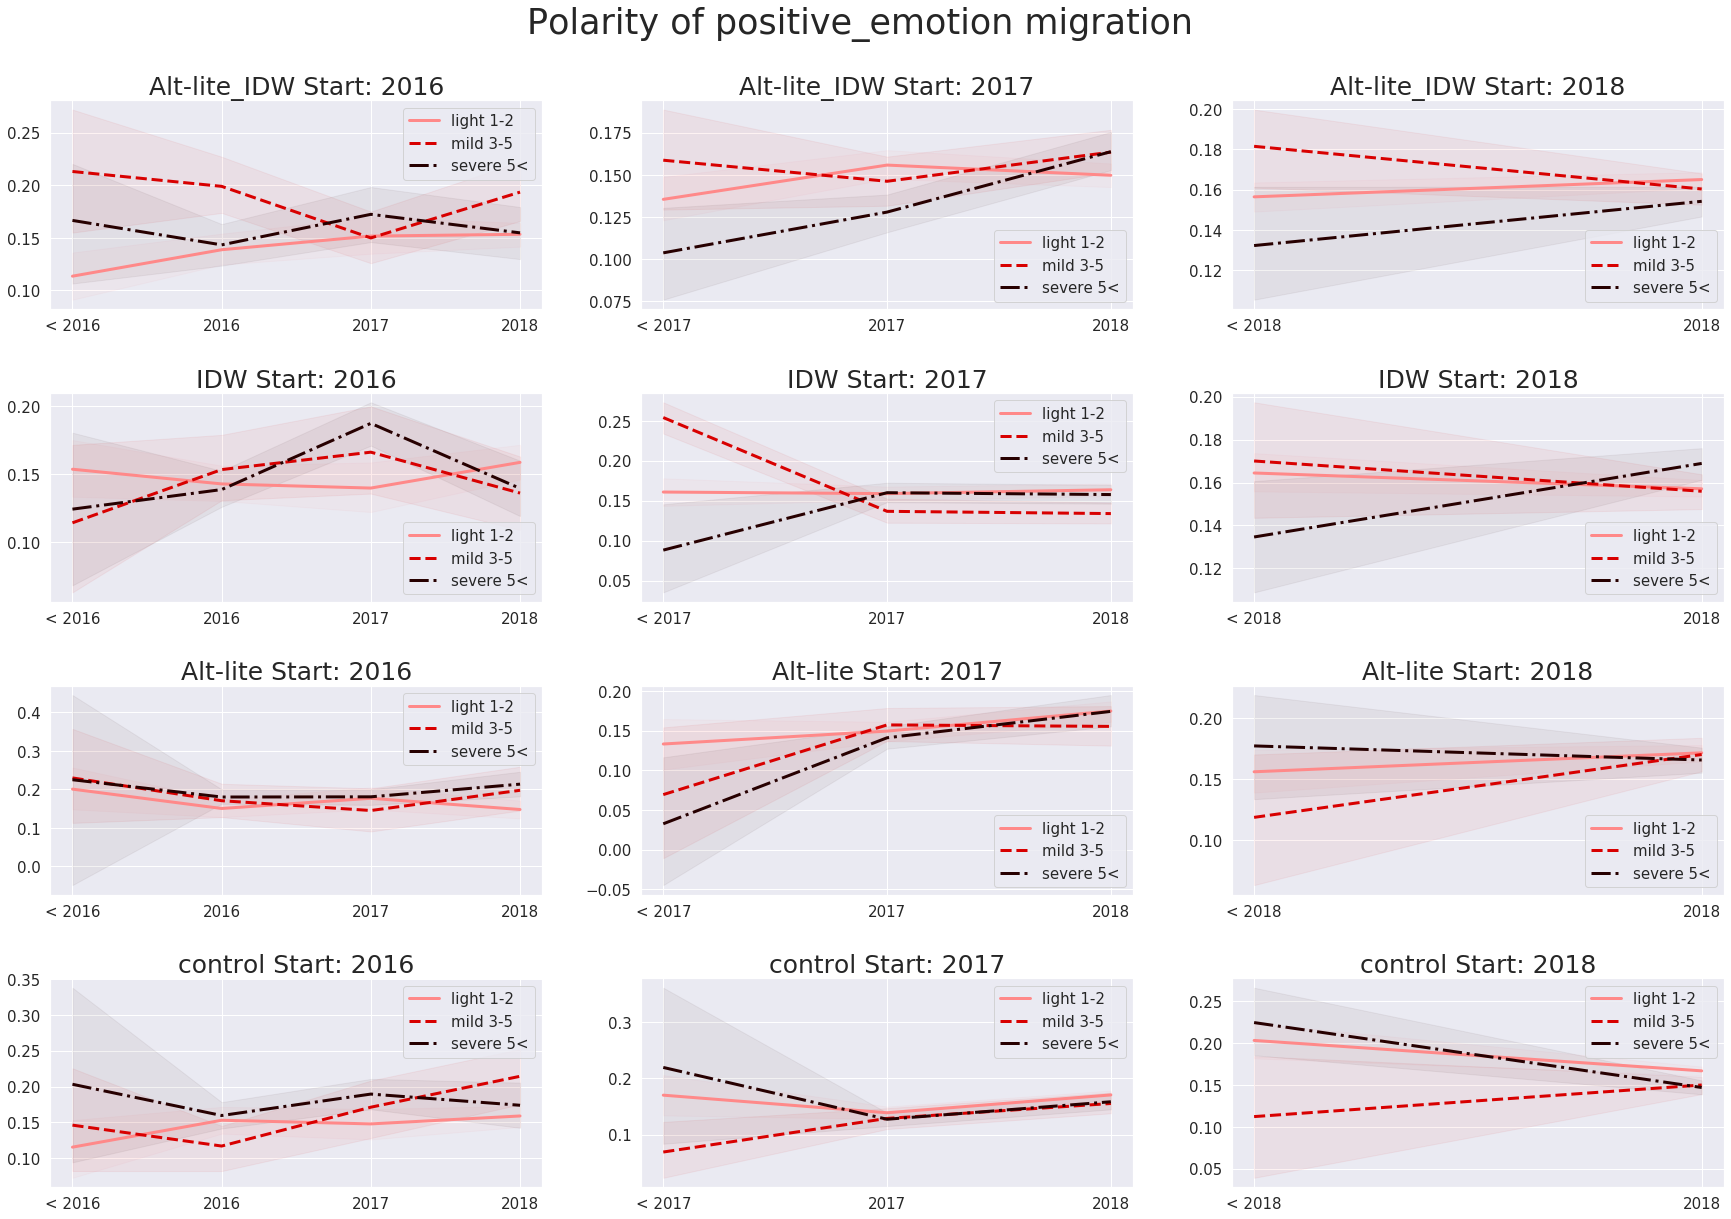 Polarity of positive_emotion migration
Alt-lite_IDW Start: 2016
0.25
0.20
0.15
0.10
< 2016 2016 2017 2018
light 1-2
mild 3-5
severe 5<
Alt-lite_IDW Start: 2017
0.175
0.150
0.125
0.100
0.075
< 2017 2017 2018
light 1-2
mild 3-5
severe 5<
Alt-lite_IDW Start: 2018
0.20
0.18
0.16
0.14
0.12
< 2018 2018
light 1-2
mild 3-5
severe 5<
IDW Start: 2016
0.20
0.15
0.10
< 2016 2016 2017 2018
light 1-2
mild 3-5
severe 5<
IDW Start: 2017
0.25
0.20
0.15
0.10
0.05
< 2017 2017 2018
light 1-2
mild 3-5
severe 5<
IDW Start: 2018
0.20
0.18
0.16
0.14
0.12
< 2018 2018
light 1-2
mild 3-5
severe 5<
Alt-lite Start: 2016
0.4
0.3
0.2
0.1
0.0
< 2016 2016 2017 2018
light 1-2
mild 3-5
severe 5<
Alt-lite Start: 2017
0.20
0.15
0.10
0.05
0.00
−0.05
< 2017 2017 2018
light 1-2
mild 3-5
severe 5<
Alt-lite Start: 2018
0.20
0.15
0.10
< 2018 2018
light 1-2
mild 3-5
severe 5<
control Start: 2016
0.35
0.30
0.25
0.20
0.15
0.10
< 2016 2016 2017 2018
light 1-2
mild 3-5
severe 5<
control Start: 2017
0.3
0.2
0.1
< 2017 2017 2018
light 1-2
mild 3-5
severe 5<
control Start: 2018
0.25
0.20
0.15
0.10
0.05
< 2018 2018
light 1-2
mild 3-5
severe 5<